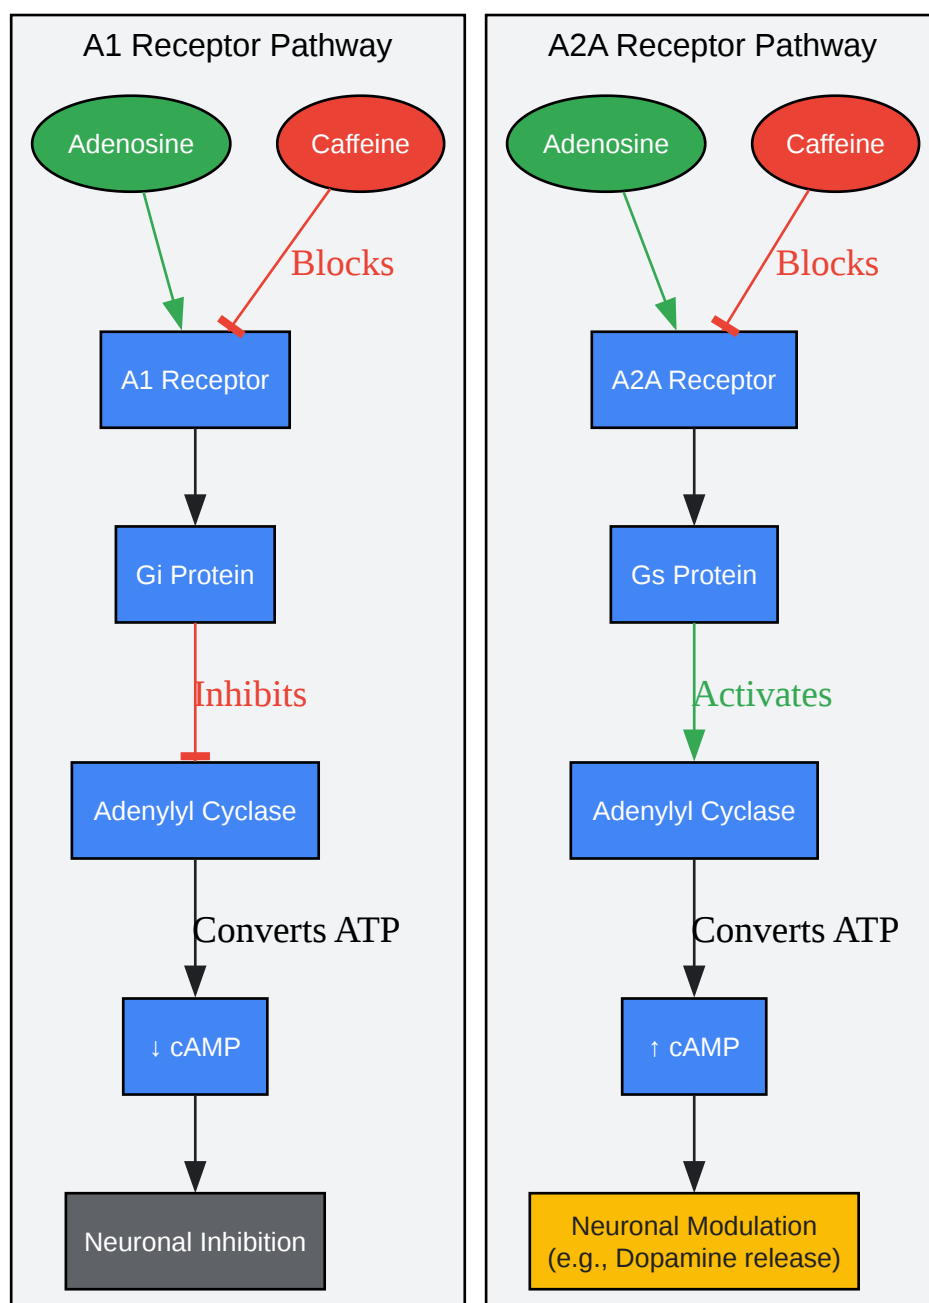 A1 Receptor Pathway
Adenosine
Caffeine
Blocks
A1 Receptor
Gi Protein
Inhibits
Adenylyl Cyclase
Converts ATP
↓ cAMP
Neuronal Inhibition
A2A Receptor Pathway
Adenosine
Caffeine
Blocks
A2A Receptor
Gs Protein
Activates
Adenylyl Cyclase
Converts ATP
↑ cAMP
Neuronal Modulation
(e.g., Dopamine release)